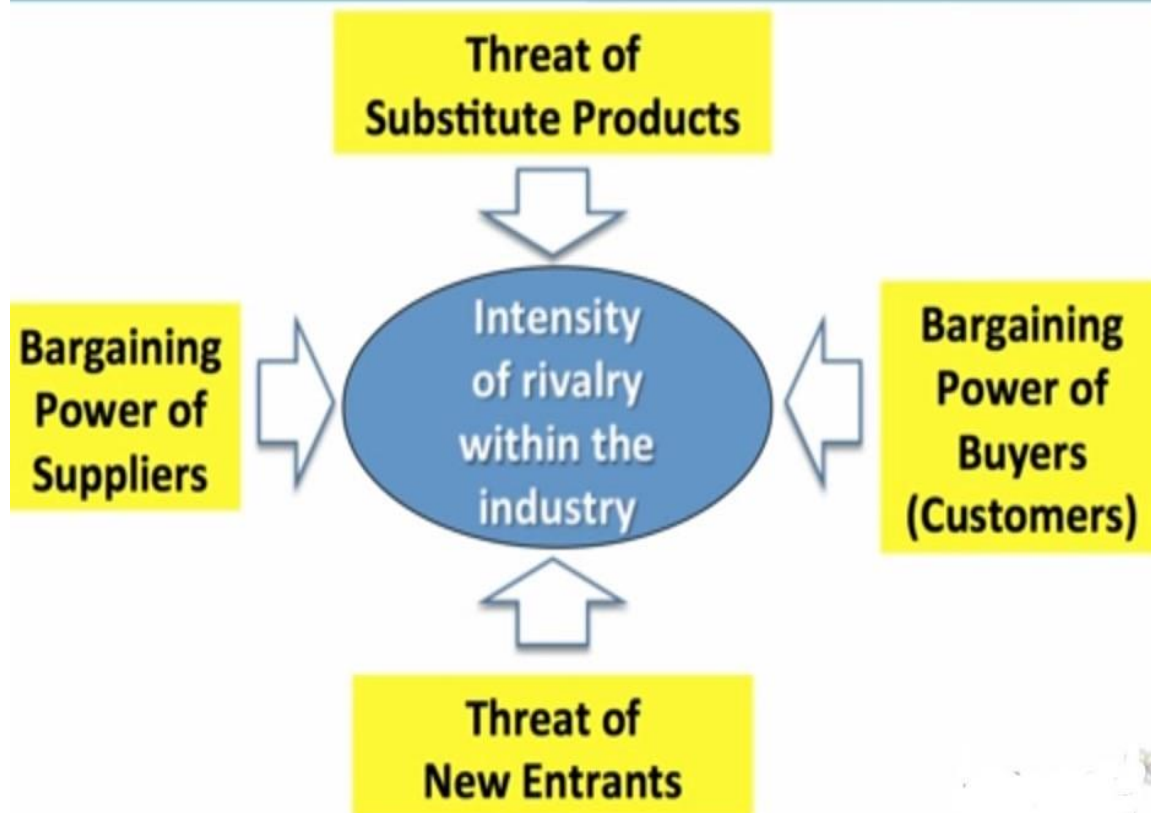 Threat of
Substitute Products
Bargaining
Power of
Suppliers
Intensity
of rivalry
within the
industry
Bargaining
Power of
Buyers
(Customers)
Threat of
New Entrants